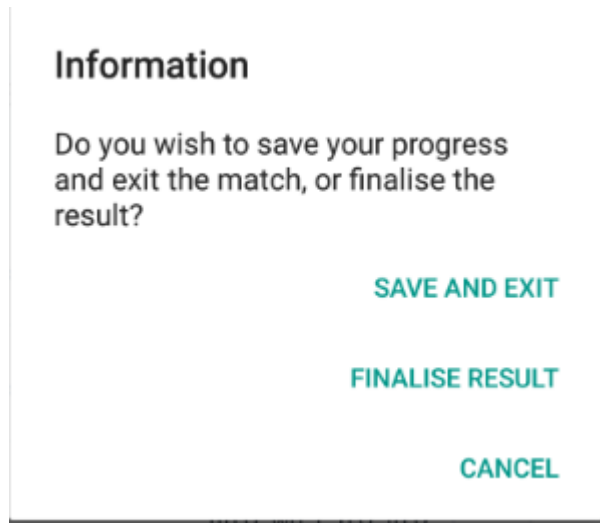 Information
Do you wish to save your progress
and exit the match, or finalise the
result?
SAVE AND EXIT
FINALISE RESULT
CANCEL